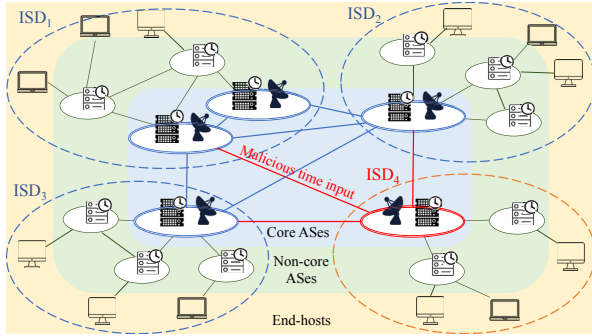 ISD1
ISD2
Malicious time input
ISD4
ISD3
Core ASes
Non-core
ASes
End-hosts